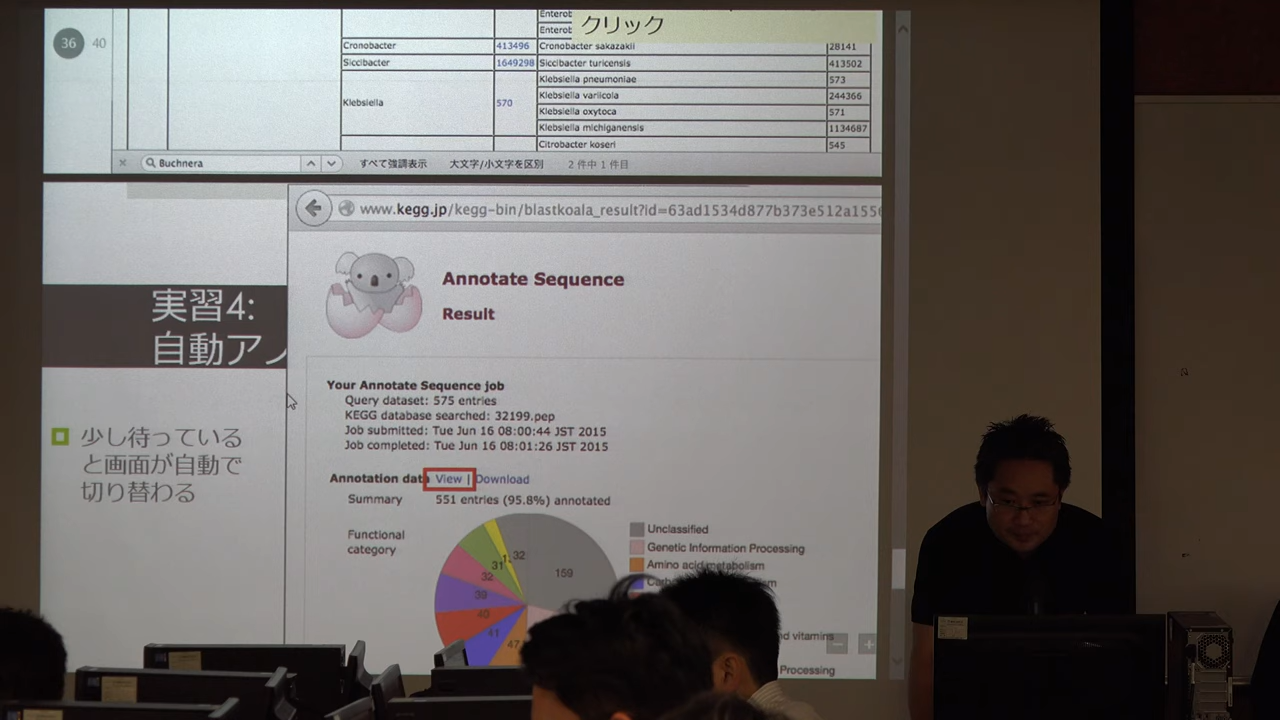 36 40
クリック
Cronobacter 413496 Cronobacter sakazakii 28141
Siccibacter 1649298 Siccibacter turicensis 413502
Klebsiella pneumoniae 573
Klebsiella 570 Klebsiella variicola 244366
Klebsiella oxytoca 571
Klebsiella michiganensis 1134687
Citrobacter koseri 545
Buchnera すべて強調表示 大文字/小文字を区別 2 件中 1 件目
www.kegg.jp/kegg-bin/blastkoala_result?id=63ad1534d877b373e512a155
Annotate Sequence
Result
実習4:
自動アノ
少し待っている
と画面が自動で
切り替わる
Your Annotate Sequence job
Query dataset: 575 entries
KEGG database searched: 32199.pep
Job submitted: Tue Jun 16 08:00:44 JST 2015
Job completed: Tue Jun 16 08:01:26 JST 2015
Annotation data View | Download
Summary 551 entries (95.8%) annotated
Functional
category
32
159
31
32
39
40
41
47
Unclassified
Genetic Information Processing
Amino acid metabolism
vitamins
Processing